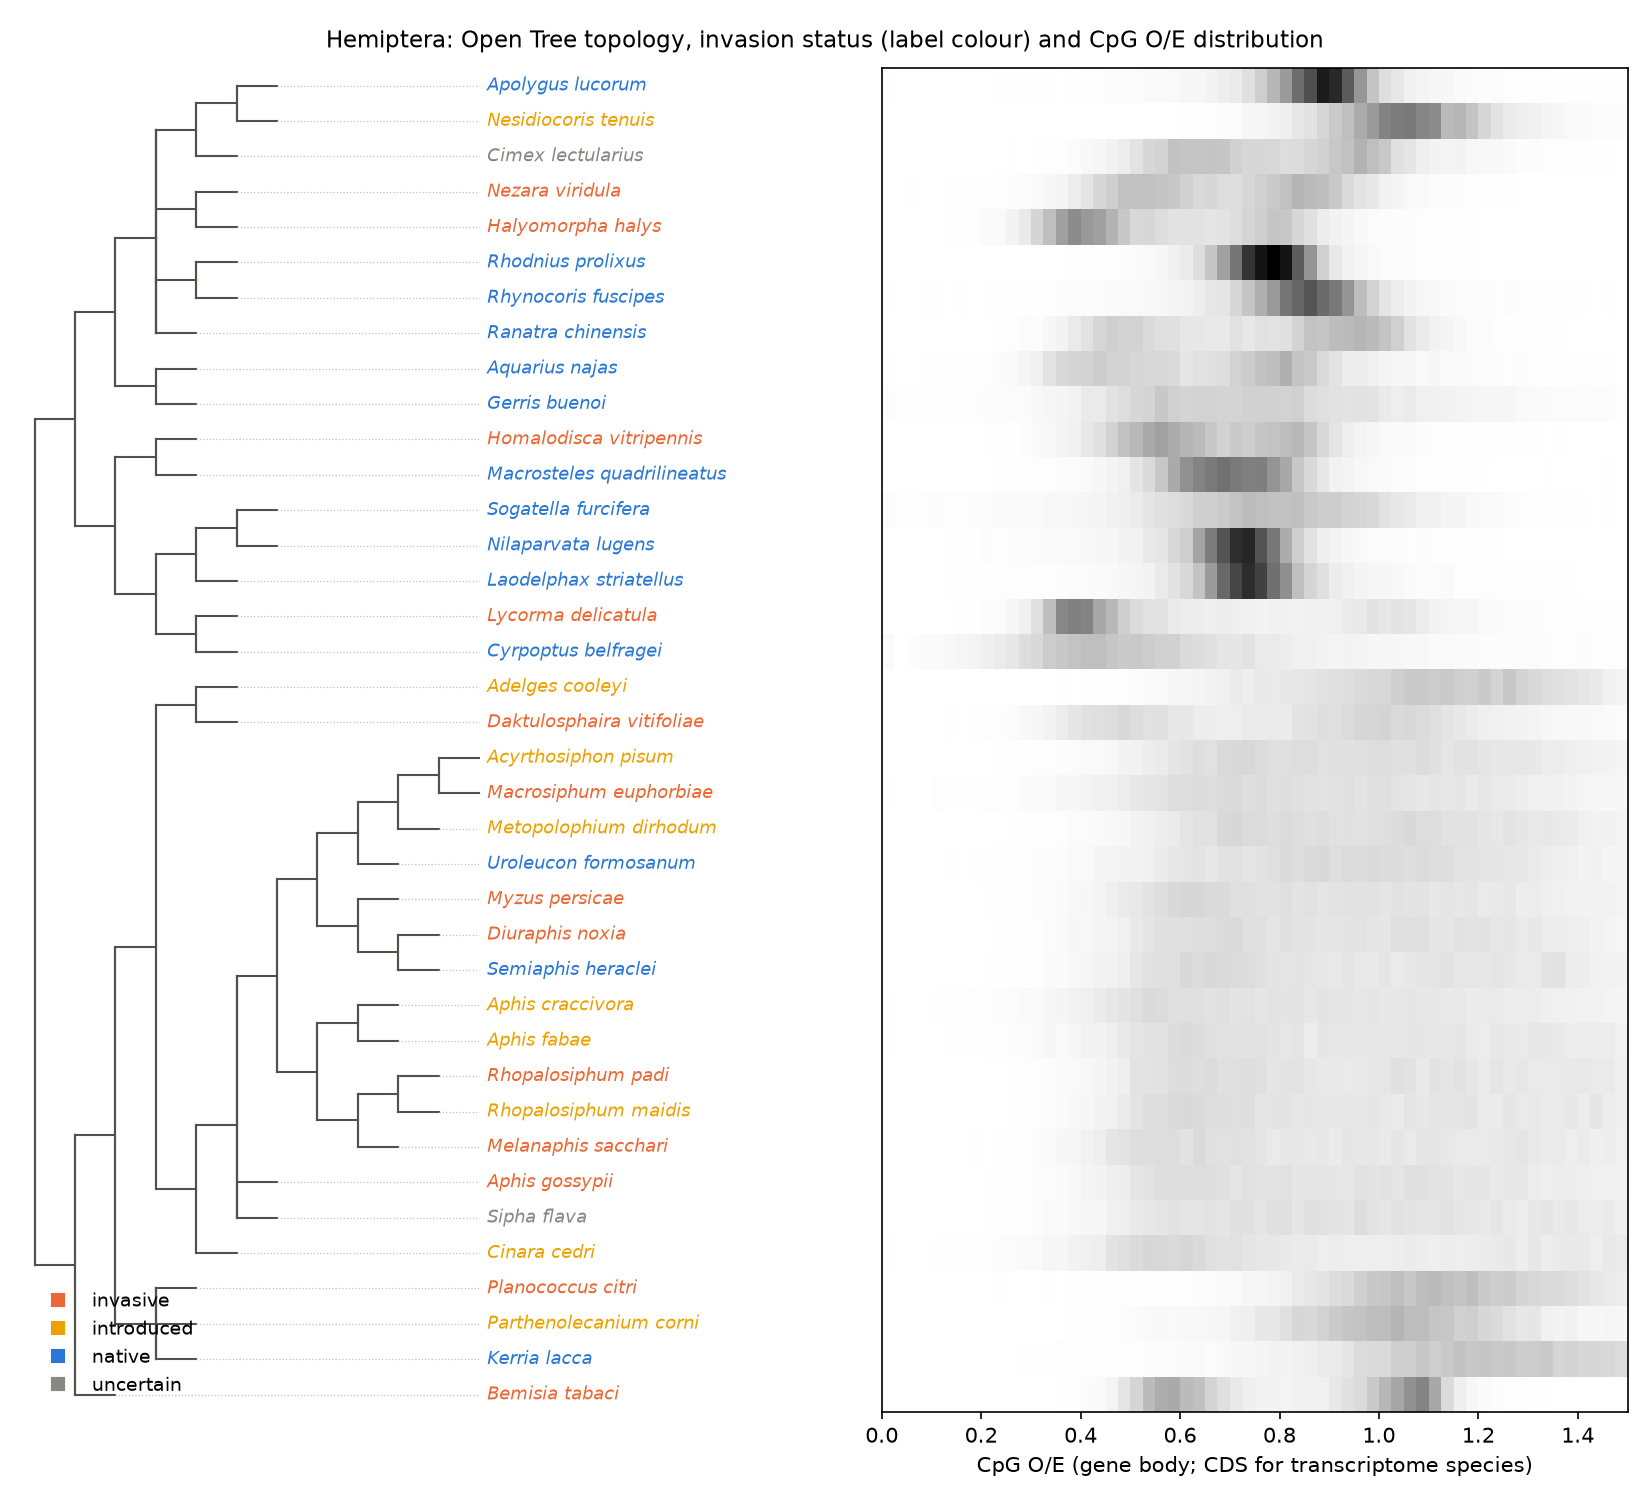 Hemiptera: Open Tree topology, invasion status (label colour) and CpG O/E distribution
Apolygus lucorum
Nesidiocoris tenuis
Cimex lectularius
Nezara viridula
Halyomorpha halys
Rhodnius prolixus
Rhynocoris fuscipes
Ranatra chinensis
Aquarius najas
Gerris buenoi
Homalodisca vitripennis
Macrosteles quadrilineatus
Sogatella furcifera
Nilaparvata lugens
Laodelphax striatellus
Lycorma delicatula
Cyrpoptus belfragei
Adelges cooleyi
Daktulosphaira vitifoliae
Acyrthosiphon pisum
Macrosiphum euphorbiae
Metopolophium dirhodum
Uroleucon formosanum
Myzus persicae
Diuraphis noxia
Semiaphis heraclei
Aphis craccivora
Aphis fabae
Rhopalosiphum padi
Rhopalosiphum maidis
Melanaphis sacchari
Aphis gossypii
Sipha flava
Cinara cedri
Planococcus citri
Parthenolecanium corni
Kerria lacca
Bemisia tabaci
invasive
introduced
native
uncertain
0.0 0.2 0.4 0.6 0.8 1.0 1.2 1.4
CpG O/E (gene body; CDS for transcriptome species)